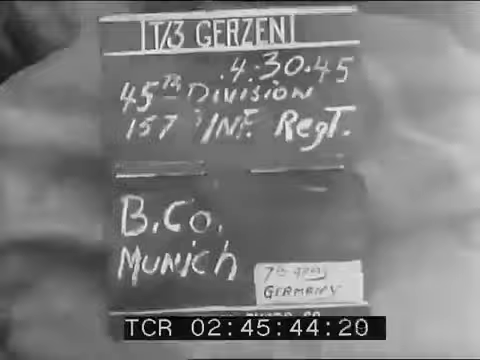 T/3 GERZEN
4.30.45
45TH DIVISION
157 INF. RegT.
B.Co.
Munich
7th army
GERMANY
TCR 02:45:44:20